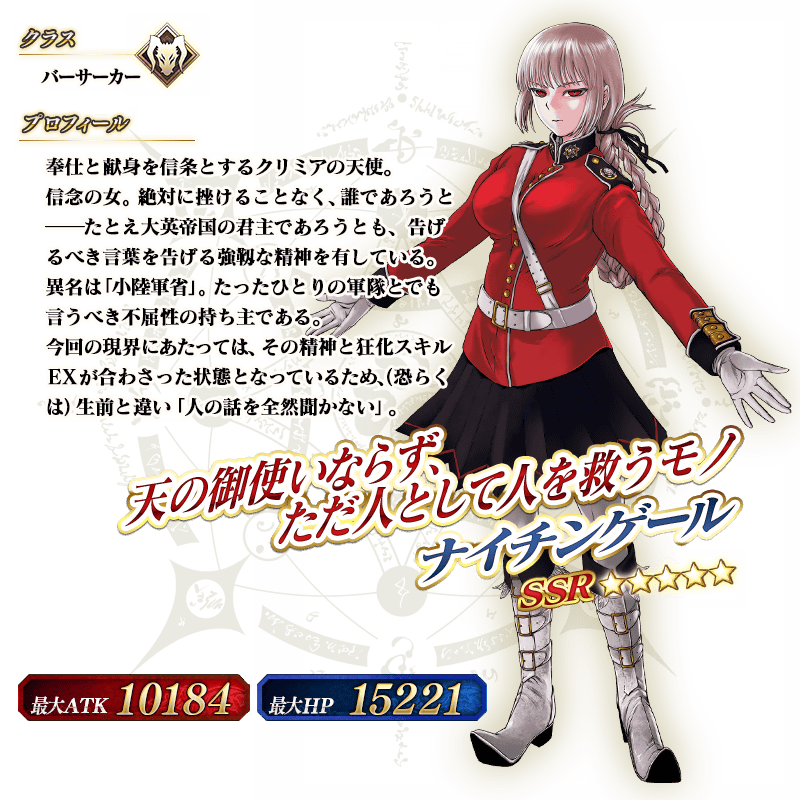 クラス
バーサーカー
プロフィール
奉仕と献身を信条とするクリミアの天使。
信念の女。絶対に挫けることなく、誰であろうと
──たとえ大英帝国の君主であろうとも、告げ
るべき言葉を告げる強靱な精神を有している。
異名は「小陸軍省」。たったひとりの軍隊とでも
言うべき不屈性の持ち主である。
今回の現界にあたっては、その精神と狂化スキル
EXが合わさった状態となっているため、(恐らく
は)生前と違い「人の話を全然聞かない」。
天の御使いならず、
ただ人として人を救うモノ
ナイチンゲール
SSR ☆☆☆☆☆
最大ATK 10184
最大HP 15221